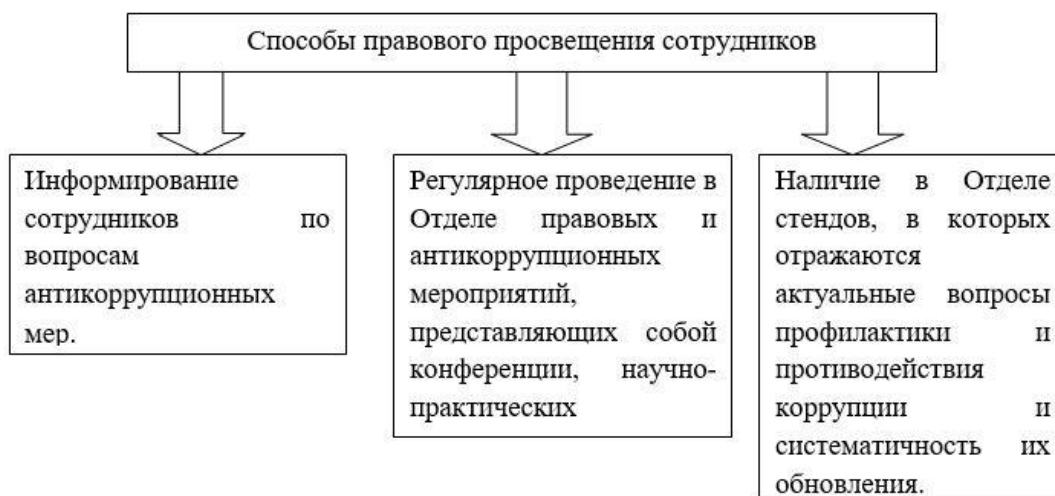 Способы правового просвещения сотрудников
Информирование
сотрудников по
вопросам
антикоррупционных
мер.
Регулярное проведение в
Отделе правовых и
антикоррупционных
мероприятий,
представляющих собой
конференции, научно-
практических
Наличие в Отделе
стендов, в которых
отражаются
актуальные вопросы
профилактики и
противодействия
коррупции и
систематичность их
обновления.